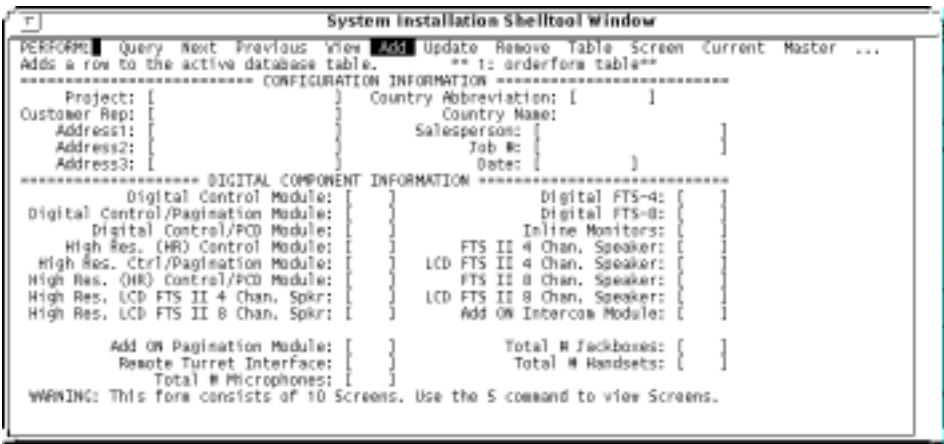 System Installation Shelltool Window
PERFORM: Query Next Previous View Add Update Remove Table Screen Current Master ...
Adds a row to the active database table. ** 1: orderform table**
========================== CONFIGURATION INFORMATION ==========================
Project: [ ] Country Abbreviation: [ ]
Customer Rep: [ ] Country Name:
Address1: [ ] Salesperson: [ ]
Address2: [ ] Job #: [ ]
Address3: [ ] Date: [ ]
==================== DIGITAL COMPONENT INFORMATION ============================
Digital Control Module: [ ] Digital FTS-4: [ ]
Digital Control/Pagination Module: [ ] Digital FTS-8: [ ]
Digital Control/PCO Module: [ ] Inline Monitors: [ ]
High Res. (HR) Control Module: [ ] FTS II 4 Chan. Speaker: [ ]
High Res. Ctrl/Pagination Module: [ ] LCD FTS II 4 Chan. Speaker: [ ]
High Res. (HR) Control/PCO Module: [ ] FTS II 8 Chan. Speaker: [ ]
High Res. LCD FTS II 4 Chan. Spkr: [ ] LCD FTS II 8 Chan. Speaker: [ ]
High Res. LCD FTS II 8 Chan. Spkr: [ ] Add ON Intercom Module: [ ]
Add ON Pagination Module: [ ] Total # Jackboxes: [ ]
Remote Turret Interface: [ ] Total # Handsets: [ ]
Total # Microphones: [ ]
WARNING: This form consists of 10 Screens. Use the S command to view Screens.